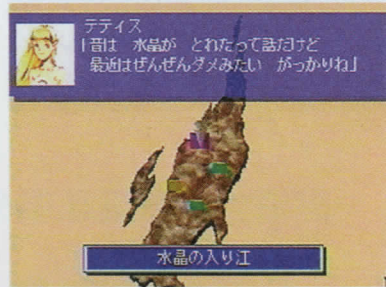 テティス
「昔は　水晶が　とれたって話だけど
最近はぜんぜんダメみたい　がっかりね」
水晶の入り江